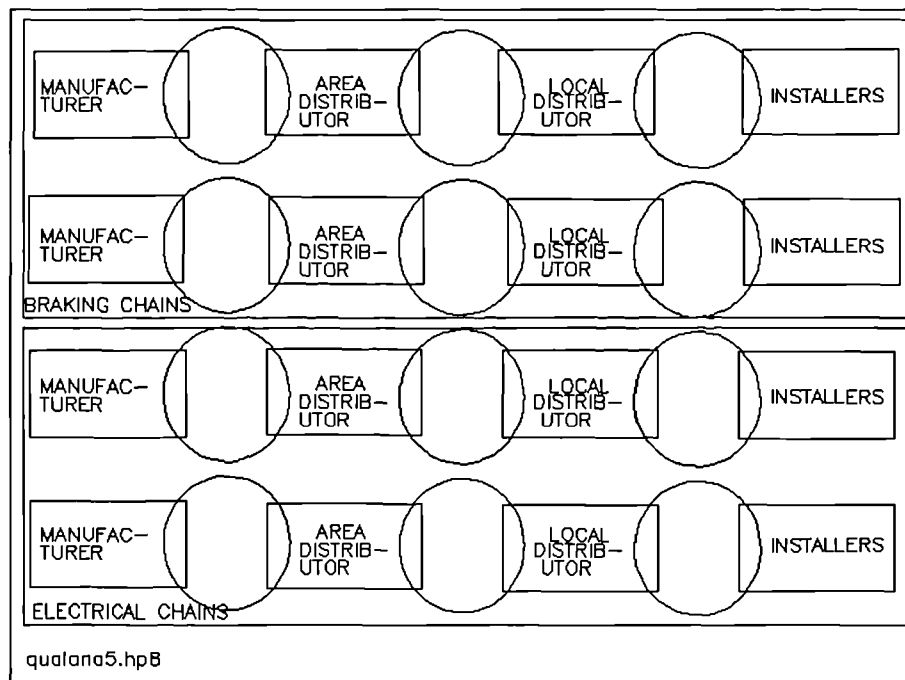 MANUFAC-
TURER
AREA
DISTRIB-
UTOR
LOCAL
DISTRIB-
UTOR
INSTALLERS
MANUFAC-
TURER
AREA
DISTRIB-
UTOR
LOCAL
DISTRIB-
UTOR
INSTALLERS
BRAKING CHAINS
MANUFAC-
TURER
AREA
DISTRIB-
UTOR
LOCAL
DISTRIB-
UTOR
INSTALLERS
MANUFAC-
TURER
AREA
DISTRIB-
UTOR
LOCAL
DISTRIB-
UTOR
INSTALLERS
ELECTRICAL CHAINS
qualana5.hp8